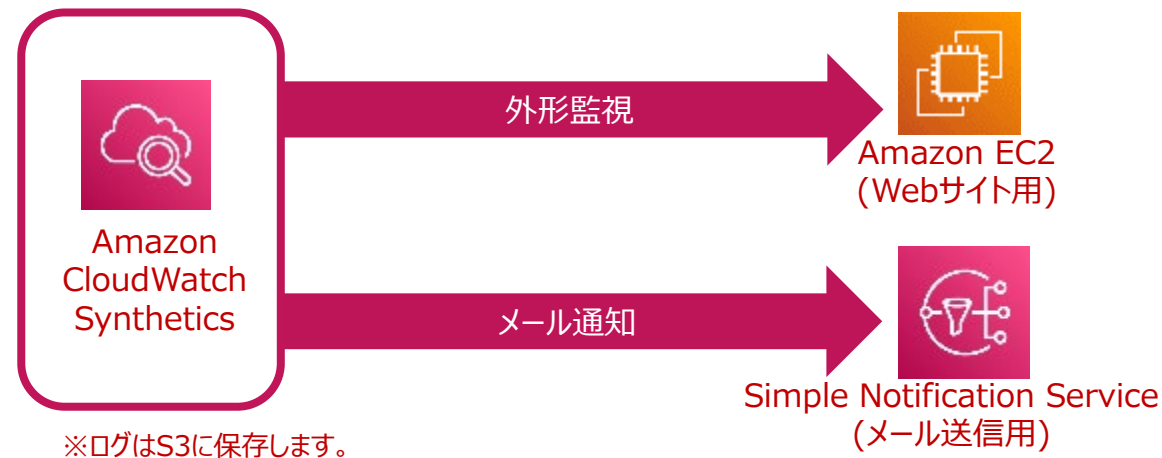 Amazon
CloudWatch
Synthetics
外形監視
Amazon EC2
(Webサイト用)
メール通知
Simple Notification Service
(メール送信用)
※ログはS3に保存します。